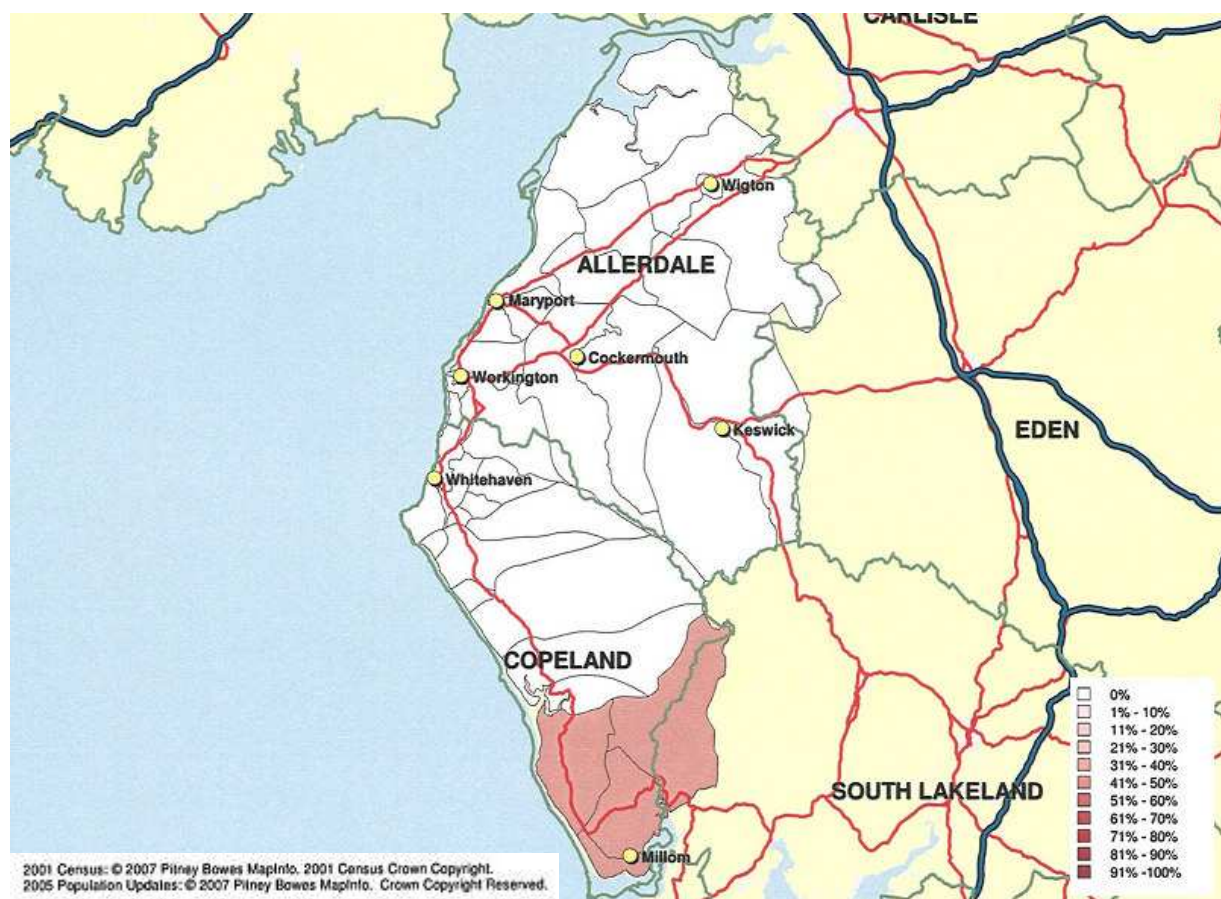 CARLISLE
Wigton
ALLERDALE
Maryport
Cockermouth
Workington
Keswick
EDEN
Whitehaven
COPELAND
SOUTH LAKELAND
Millom
0%
1% - 10%
11% - 20%
21% - 30%
31% - 40%
41% - 50%
51% - 60%
61% - 70%
71% - 80%
81% - 90%
91% -100%
2001 Census: © 2007 Pitney Bowes MapInfo. 2001 Census Crown Copyright.
2005 Population Updates: © 2007 Pitney Bowes MapInfo. Crown Copyright Reserved.